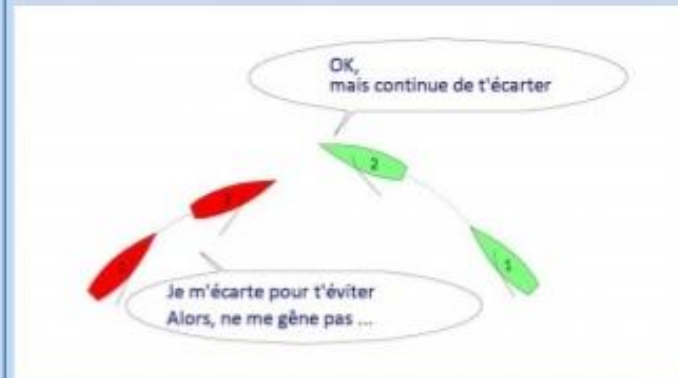 OK,
mais continue de t'écarter
2
1
Je m'écarte pour t'éviter
Alors, ne me gêne pas ...